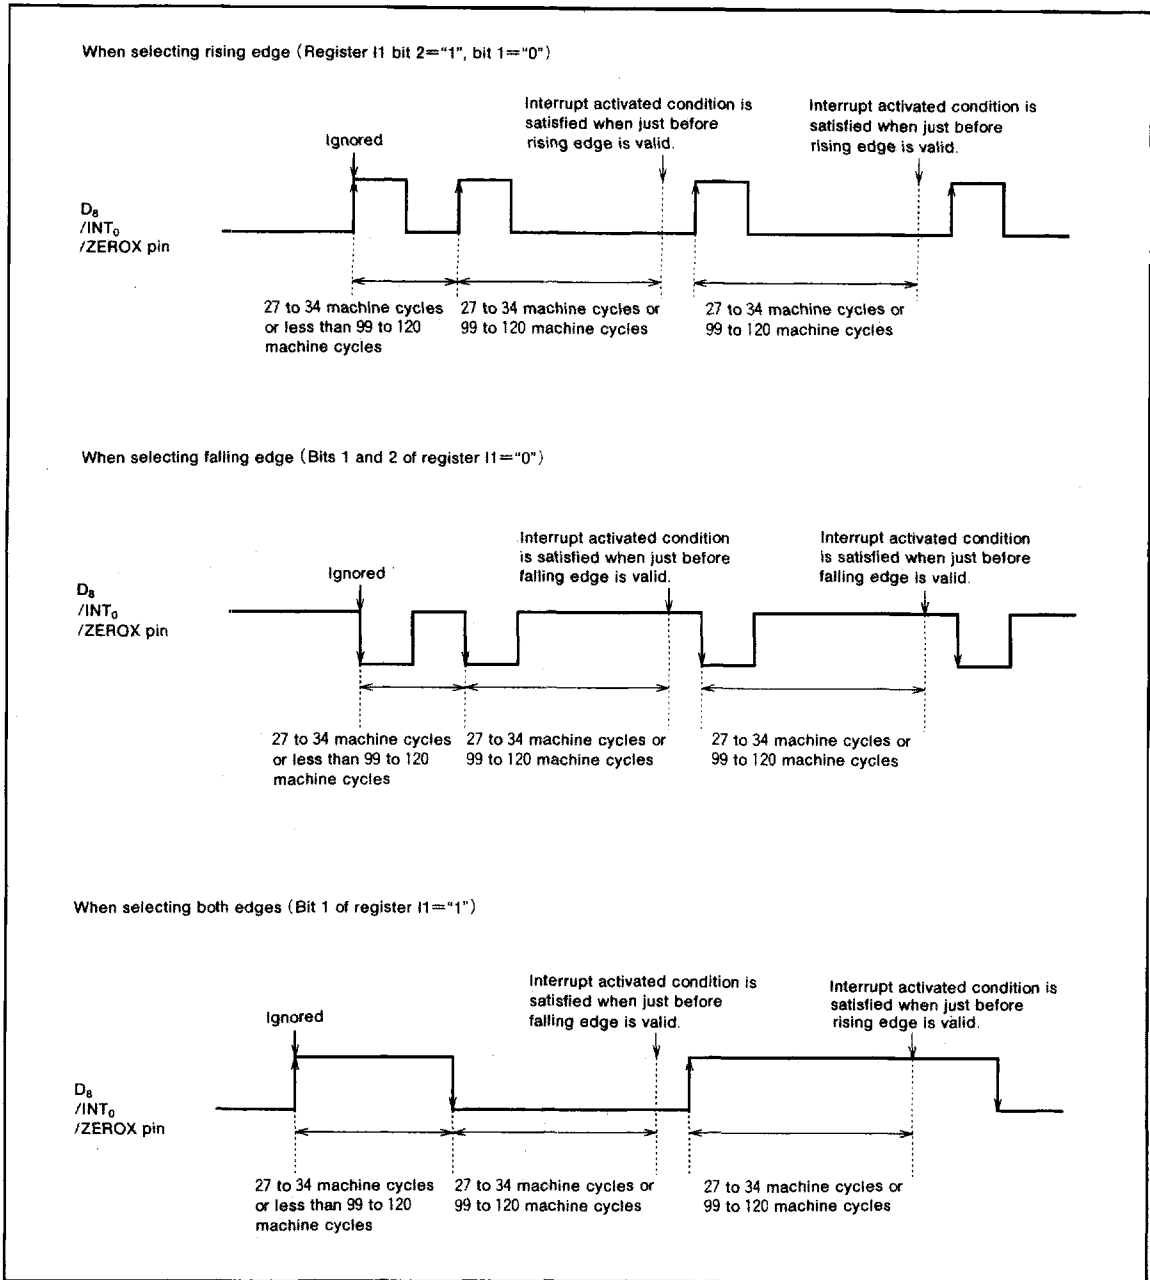 When selecting rising edge (Register I1 bit 2="1", bit 1="0")
Interrupt activated condition is
satisfied when just before
rising edge is valid.
Interrupt activated condition is
satisfied when just before
rising edge is valid.
Ignored
D8
/INT0
/ZEROX pin
27 to 34 machine cycles
or less than 99 to 120
machine cycles
27 to 34 machine cycles or
99 to 120 machine cycles
27 to 34 machine cycles or
99 to 120 machine cycles
When selecting falling edge (Bits 1 and 2 of register I1="0")
Interrupt activated condition
is satisfied when just before
falling edge is valid.
Interrupt activated condition
is satisfied when just before
falling edge is valid.
Ignored
D8
/INT0
/ZEROX pin
27 to 34 machine cycles
or less than 99 to 120
machine cycles
27 to 34 machine cycles or
99 to 120 machine cycles
27 to 34 machine cycles or
99 to 120 machine cycles
When selecting both edges (Bit 1 of register I1="1")
Interrupt activated condition is
satisfied when just before
falling edge is valid.
Interrupt activated condition is
satisfied when just before
rising edge is valid.
Ignored
D8
/INT0
/ZEROX pin
27 to 34 machine cycles
or less than 99 to 120
machine cycles
27 to 34 machine cycles or
99 to 120 machine cycles
27 to 34 machine cycles or
99 to 120 machine cycles